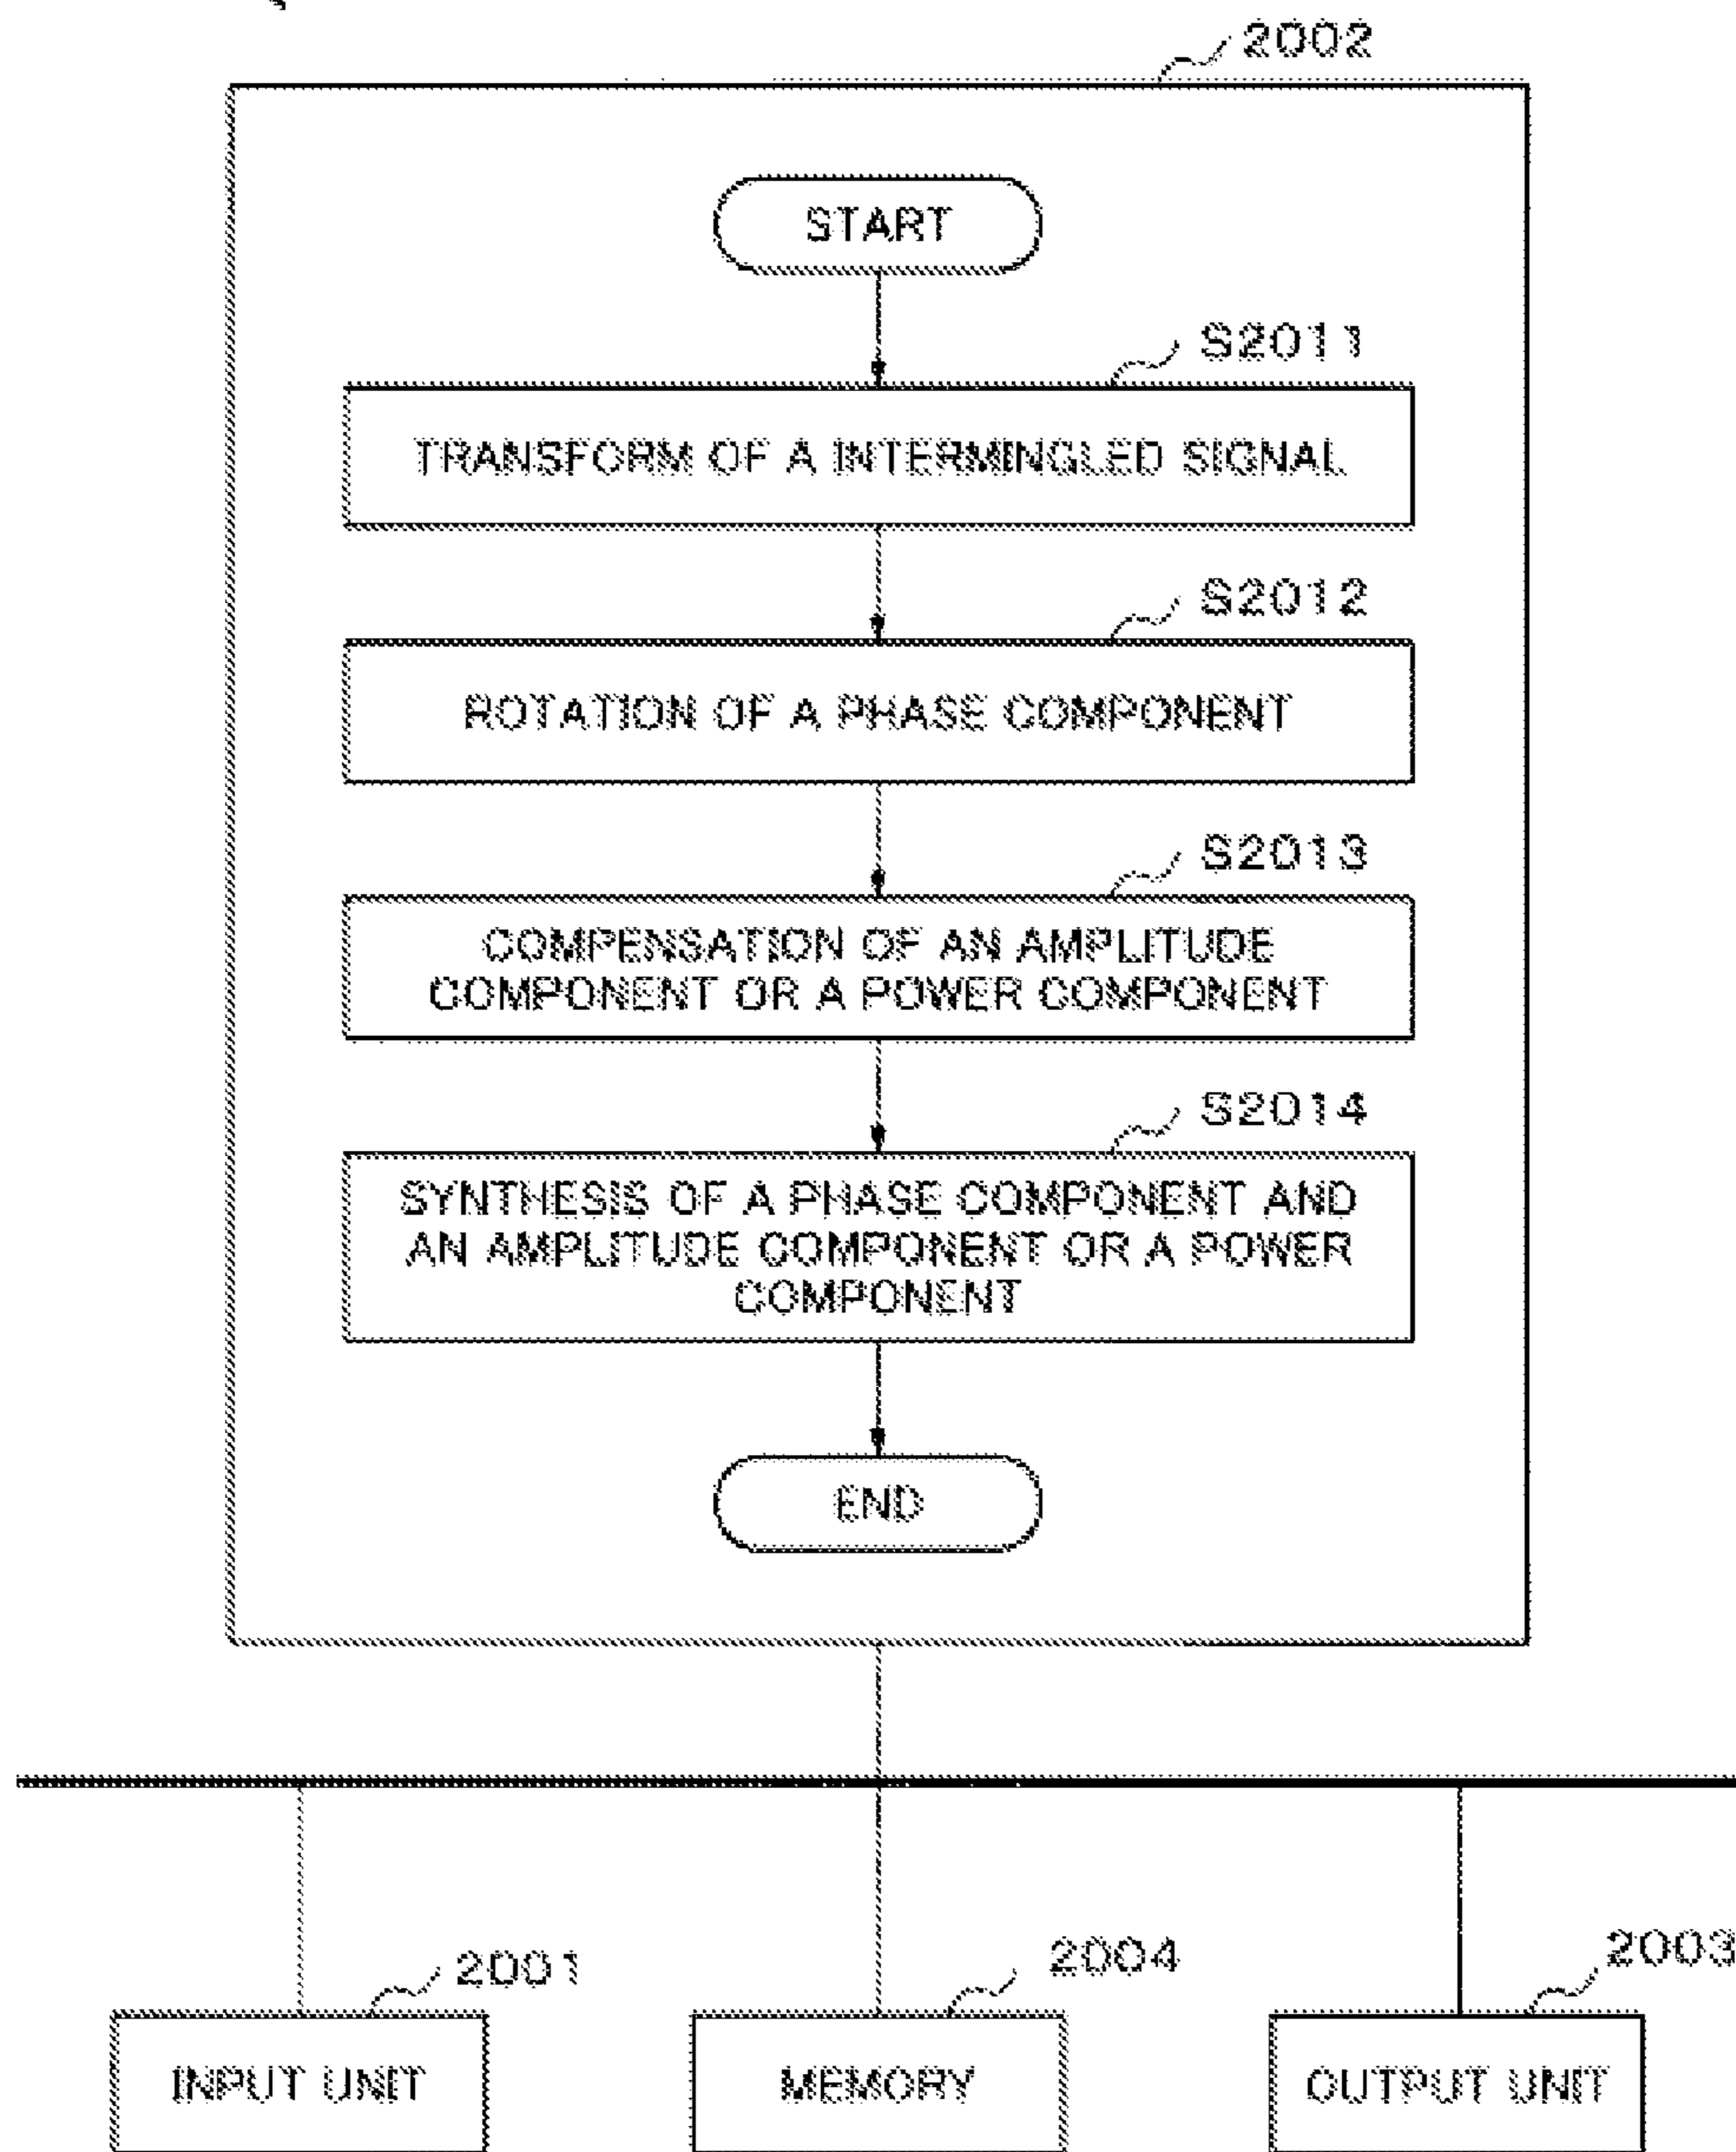 2002
START
S2011
TRANSFORM OF A INTERMINGLED SIGNAL
S2012
ROTATION OF A PHASE COMPONENT
S2013
COMPENSATION OF AN AMPLITUDE
COMPONENT OR A POWER COMPONENT
S2014
SYNTHESIS OF A PHASE COMPONENT AND
AN AMPLITUDE COMPONENT OR A POWER
COMPONENT
END
2001
2004
2003
INPUT UNIT
MEMORY
OUTPUT UNIT